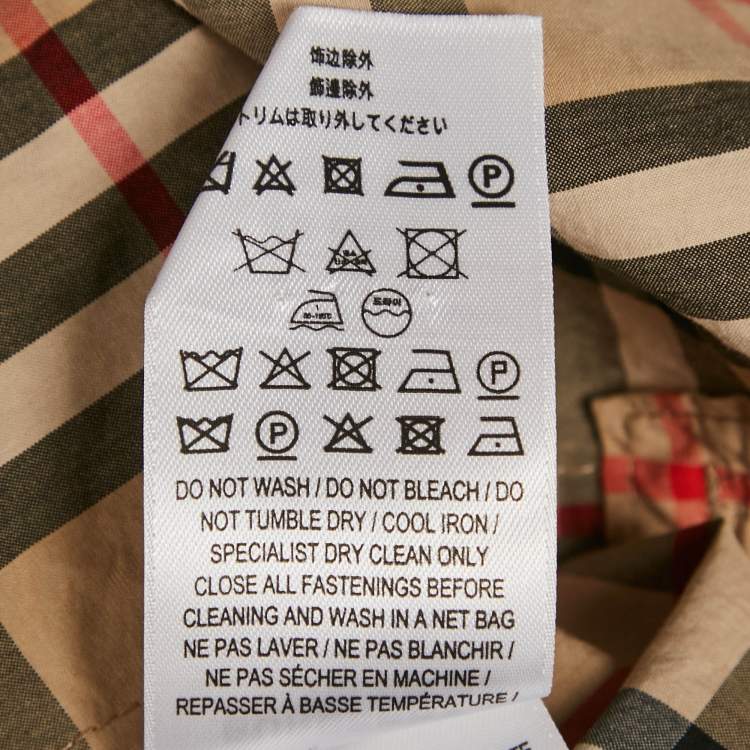 饰边除外
飾邊除外
トリムは取り外してください
P
드라이
P
P
DO NOT WASH / DO NOT BLEACH / DO
NOT TUMBLE DRY / COOL IRON /
SPECIALIST DRY CLEAN ONLY
CLOSE ALL FASTENINGS BEFORE
CLEANING AND WASH IN A NET BAG
NE PAS LAVER / NE PAS BLANCHIR /
NE PAS SÉCHER EN MACHINE /
REPASSER À BASSE TEMPÉRATURE /